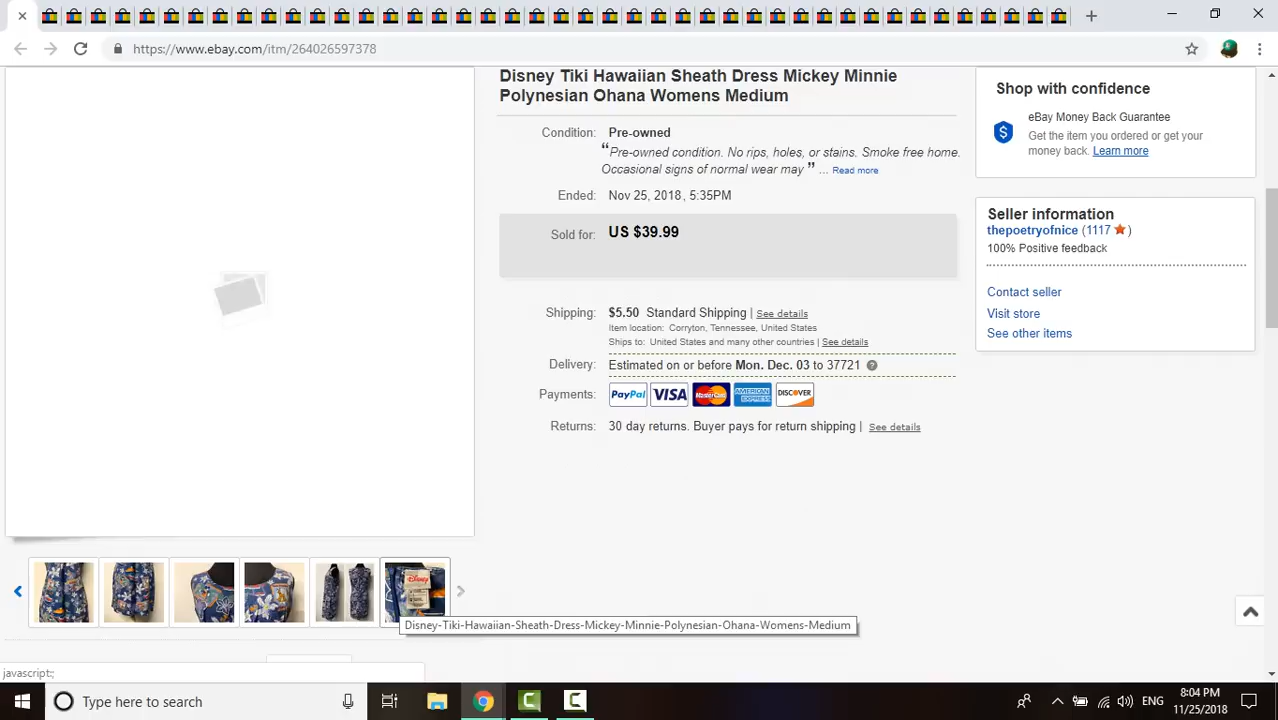 https://www.ebay.com/itm/264026597378
Disney Tiki Hawaiian Sheath Dress Mickey Minnie
Polynesian Ohana Womens Medium
Condition: Pre-owned
“Pre-owned condition. No rips, holes, or stains. Smoke free home.
Occasional signs of normal wear may ” ... Read more
Ended: Nov 25, 2018 , 5:35PM
Sold for: US $39.99
Shipping: $5.50 Standard Shipping | See details
Item location: Corryton, Tennessee, United States
Ships to: United States and many other countries | See details
Delivery: Estimated on or before Mon. Dec. 03 to 37721 ?
Payments: PayPal VISA MasterCard AMERICAN EXPRESS DISCOVER
Returns: 30 day returns. Buyer pays for return shipping | See details
Shop with confidence
$
eBay Money Back Guarantee
Get the item you ordered or get your
money back. Learn more
Seller information
thepoetryofnice (1117 )
100% Positive feedback
Contact seller
Visit store
See other items
Disney
Disney-Tiki-Hawaiian-Sheath-Dress-Mickey-Minnie-Polynesian-Ohana-Womens-Medium
javascript:;
Type here to search
C
C
ENG
8:04 PM
11/25/2018